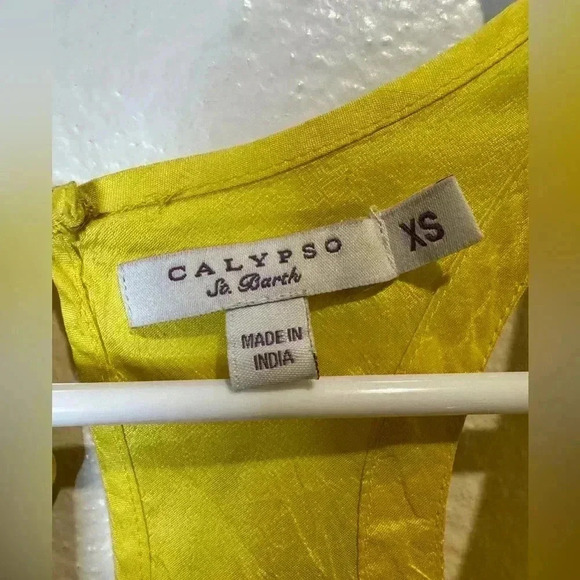 CALYPSO
St. Barth
XS
MADE IN
INDIA